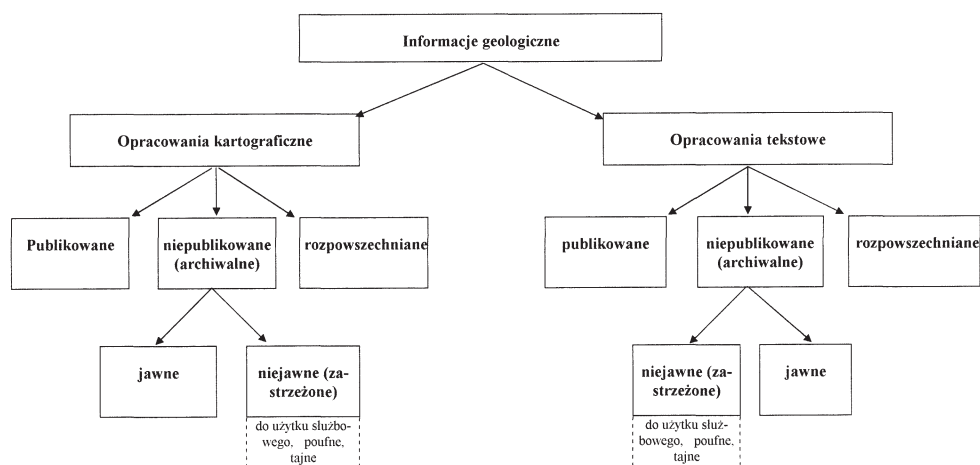 Informacje geologiczne
Opracowania kartograficzne
Opracowania tekstowe
Publikowane
niepublikowane
(archiwalne)
rozpowszechniane
publikowane
niepublikowane
(archiwalne)
rozpowszechniane
jawne
niejawne (za-
strzeżone)
do użytku służbo-
wego, poufne,
tajne
niejawne (za-
strzeżone)
do użytku służ-
bowego, poufne.
tajne
jawne